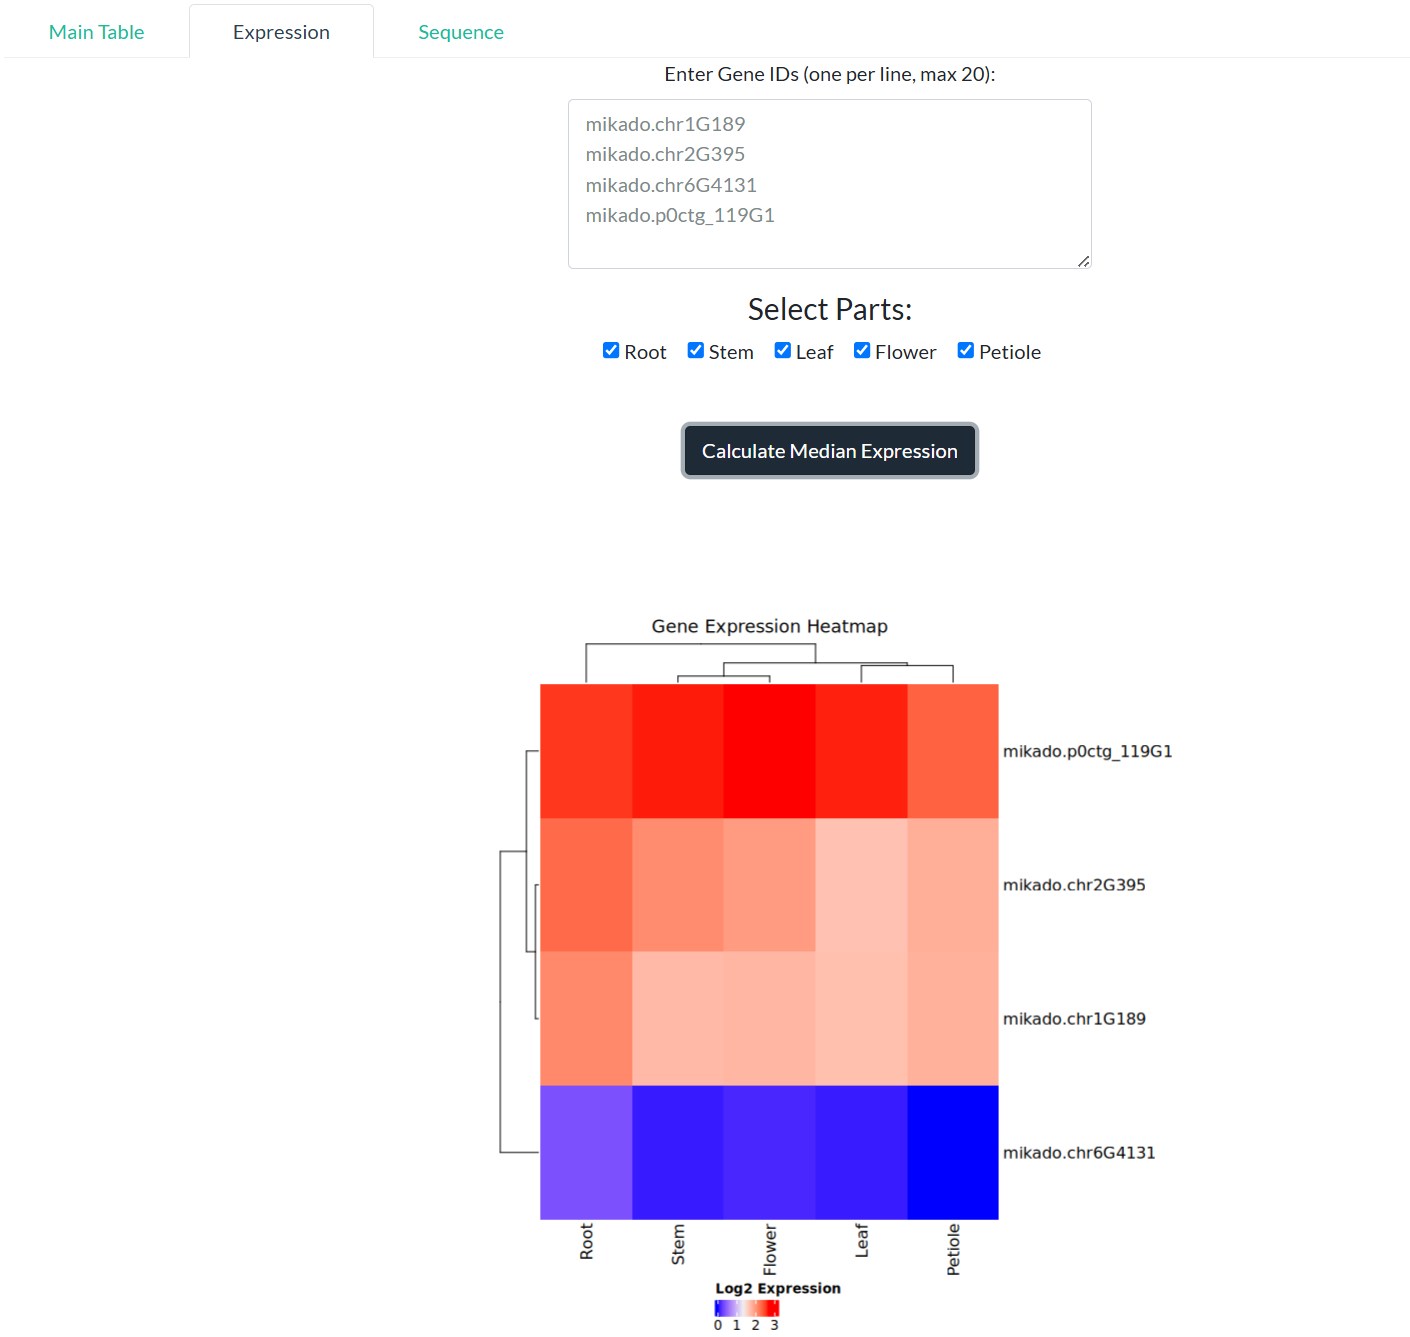 Main Table Expression Sequence
Enter Gene IDs (one per line, max 20):
mikado.chr1G189
mikado.chr2G395
mikado.chr6G4131
mikado.p0ctg_119G1
Select Parts:
Root Stem Leaf Flower Petiole
Calculate Median Expression
Gene Expression Heatmap
mikado.p0ctg_119G1
mikado.chr2G395
mikado.chr1G189
mikado.chr6G4131
Root Stem Flower Leaf Petiole
Log2 Expression
0 1 2 3